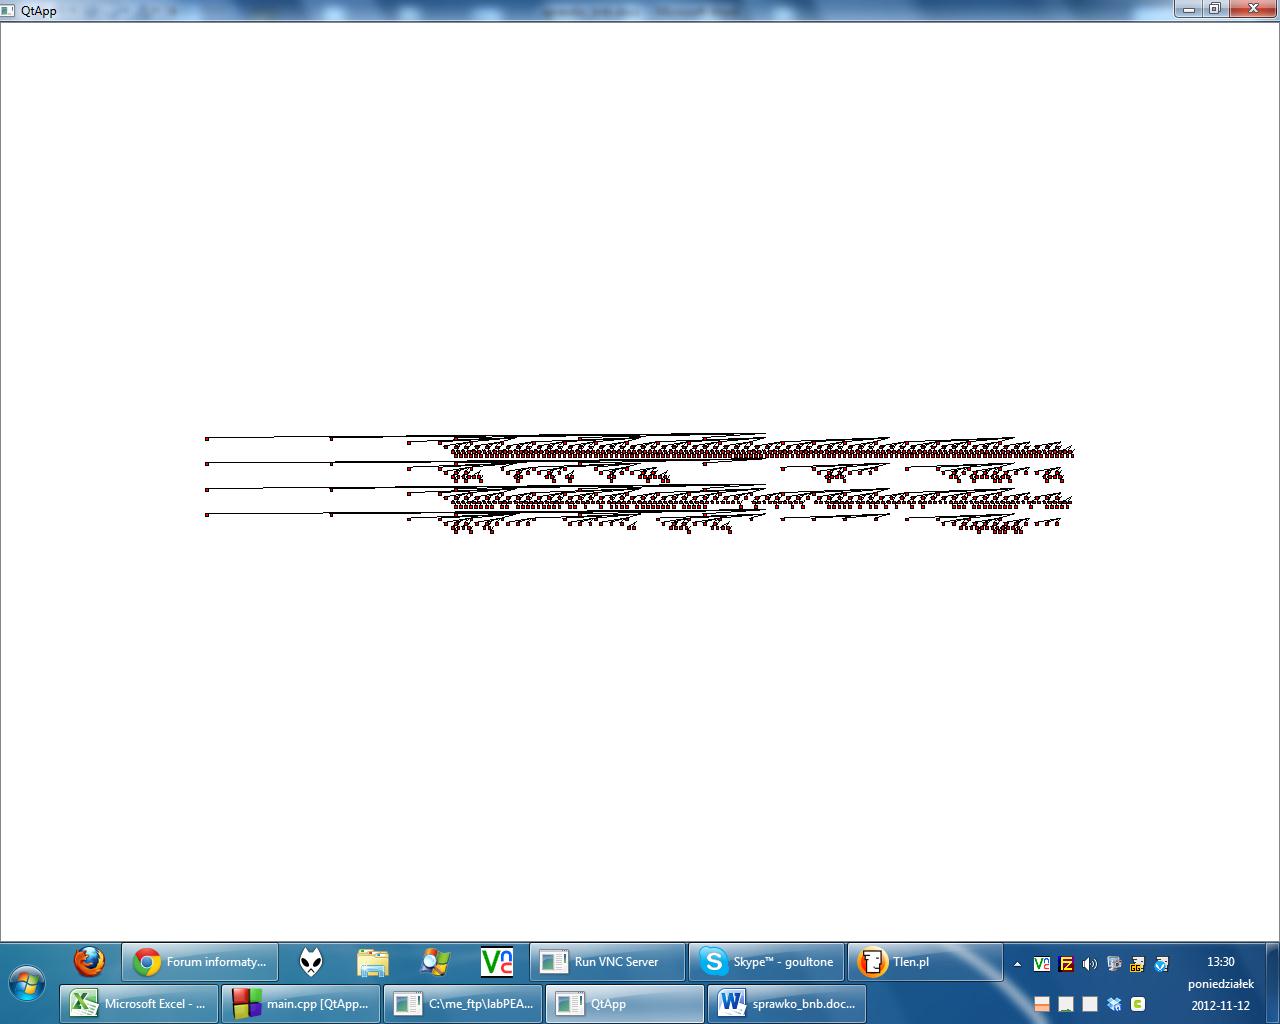 QtApp
Forum informaty...
Run VNC Server
Skype™ - goultone
Tlen.pl
13:30
Microsoft Excel - ...
main.cpp [QtApp...
C:\me_ftp\labPEA...
QtApp
sprawko_bnb.doc...
poniedziałek
2012-11-12